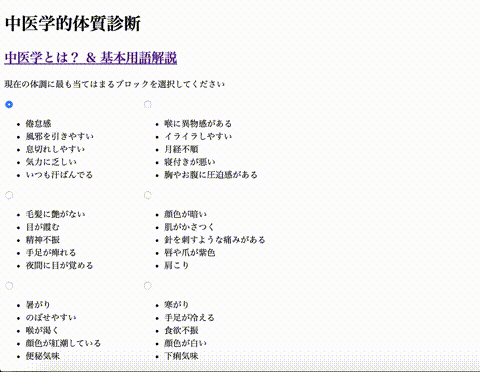 中医学的体質診断
中医学とは？ & 基本用語解説
現在の体調に最も当てはまるブロックを選択してください
倦怠感
風邪を引きやすい
息切れしやすい
気力に乏しい
いつも汗ばんでる
喉に異物感がある
イライラしやすい
月経不順
寝付きが悪い
胸やお腹に圧迫感がある
毛髪に艶がない
目が霞む
精神不振
手足が痺れる
夜間に目が覚める
顔色が暗い
肌がかさつく
針を刺すような痛みがある
唇や爪が紫色
肩こり
暑がり
のぼせやすい
喉が渇く
顔色が紅潮している
便秘気味
寒がり
手足が冷える
食欲不振
顔色が白い
下痢気味